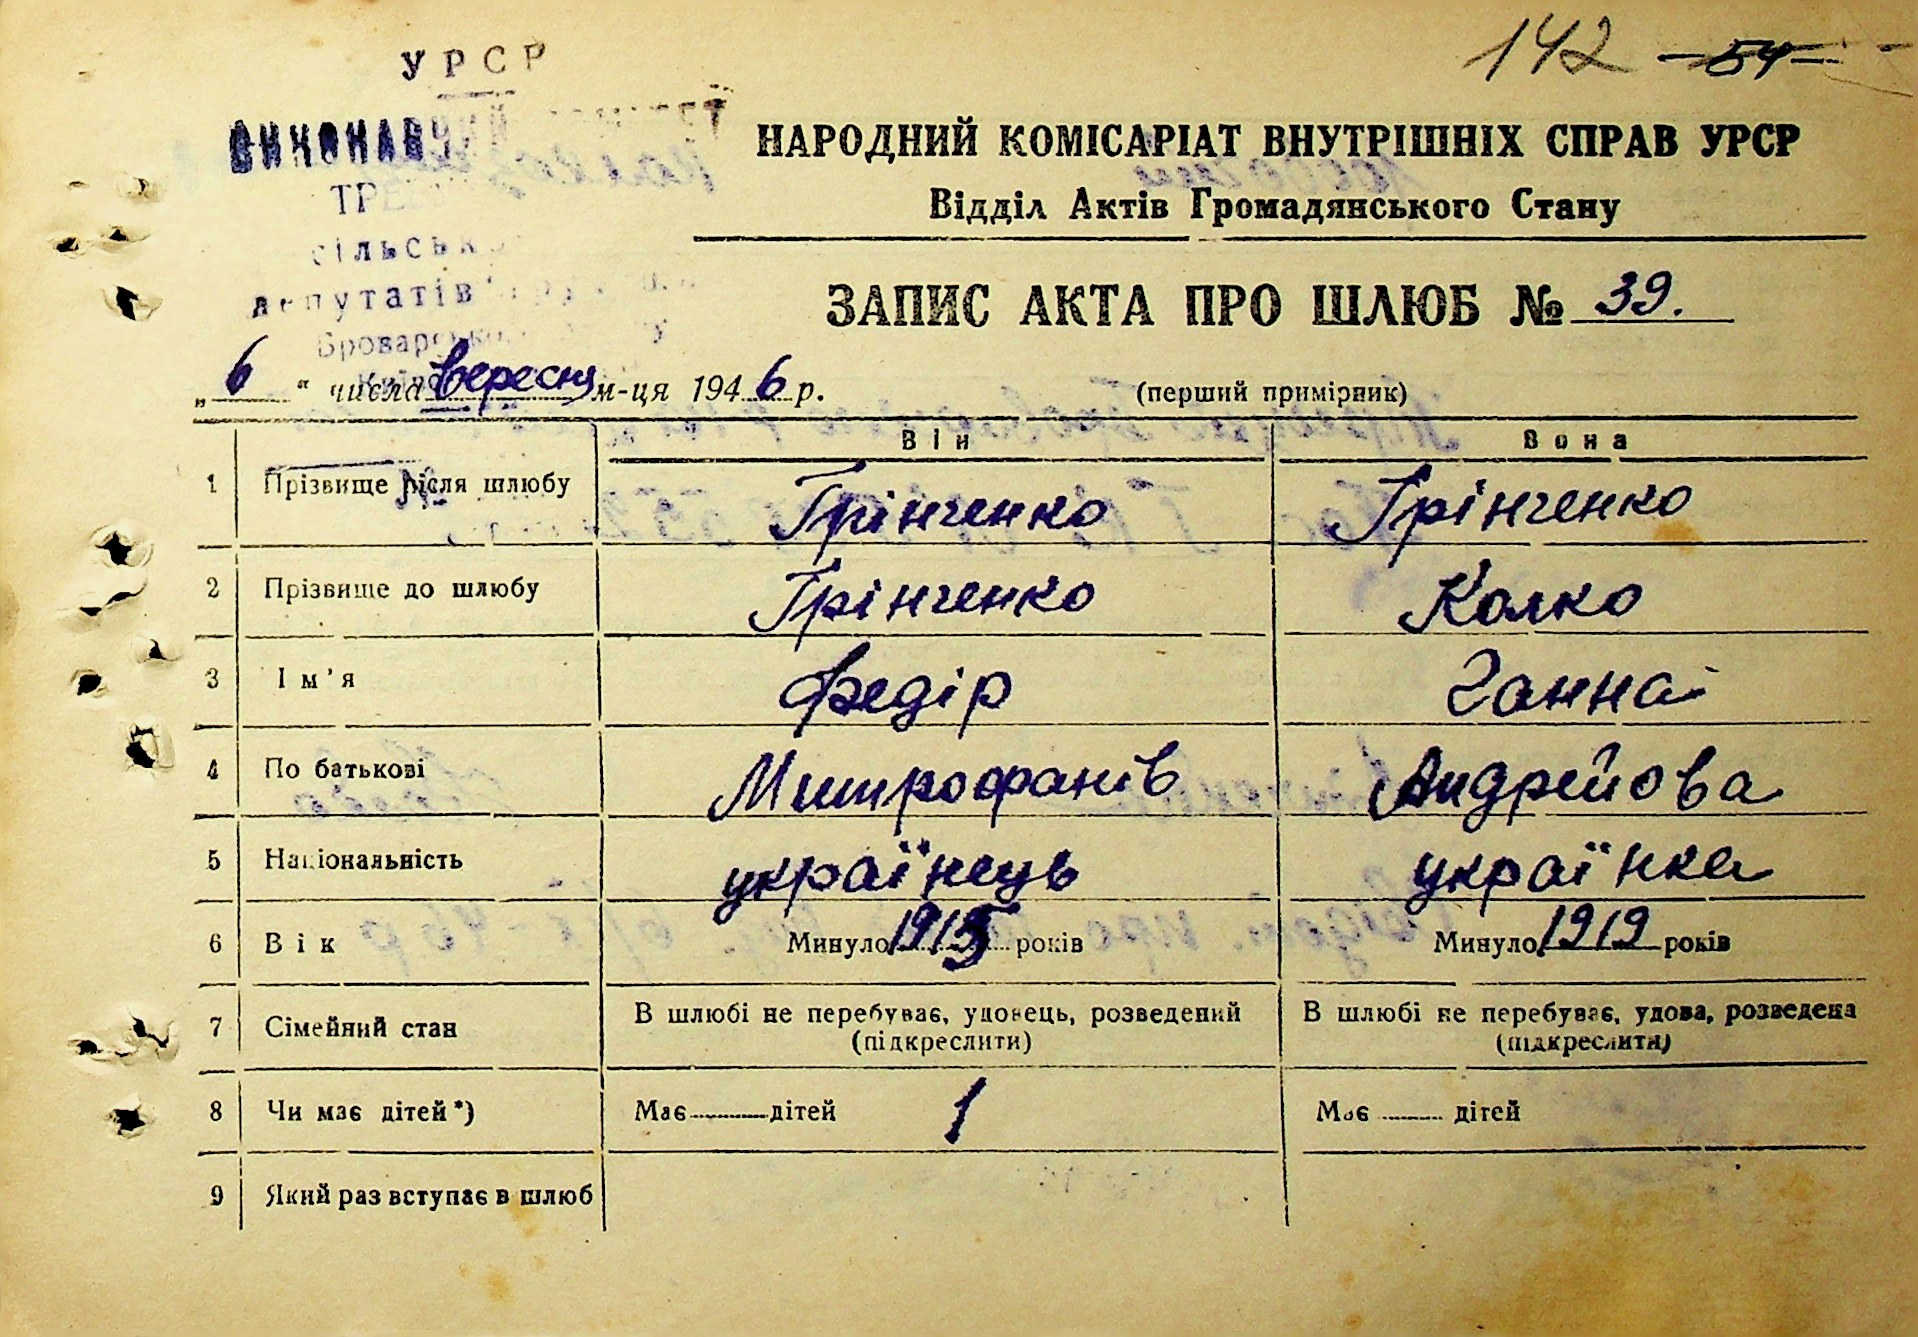 142 54
УРСР
ВИКОНАВЧИЙ
НАРОДНИЙ КОМІСАРІАТ ВНУТРІШНІХ СПРАВ УРСР
Відділ Актів Громадянського Стану
депутатів
ЗАПИС АКТА ПРО ШЛЮБ № 39.
„ 6 “ числа вересня м-ця 1946 р. (перший примірник)
Він Вона
1 Прізвище після шлюбу Грінченко Грінченко
2 Прізвище до шлюбу Грінченко Колко
3 Ім'я Федір Ганна
4 По батькові Митрофанів Андрейова
5 Національність українець українка
6 Вік Минуло 1915 років Минуло 1919 років
7 Сімейний стан В шлюбі не перебуває, удовець, розведений В шлюбі не перебуває, удова, розведена
(підкреслити) (підкреслити)
8 Чи має дітей*) Має дітей 1 Має дітей
9 Який раз вступає в шлюб